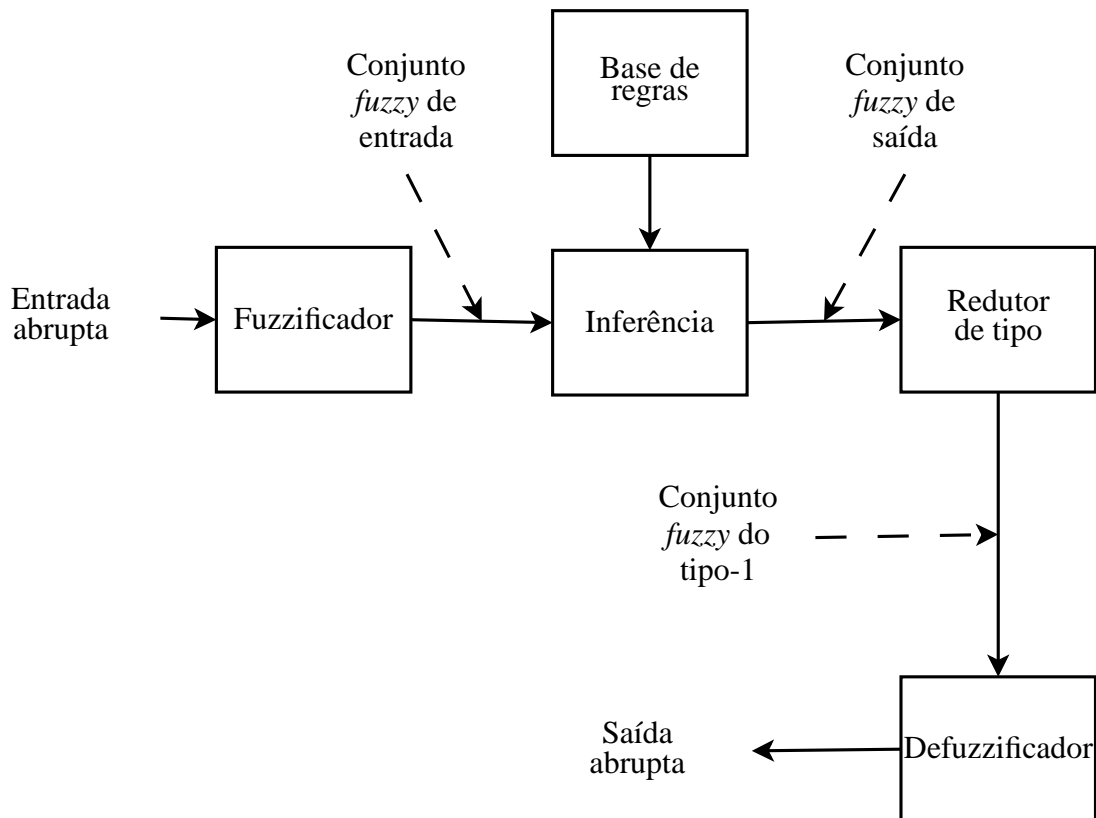 Conjunto
fuzzy de
entrada
Base de
regras
Conjunto
fuzzy de
saída
Entrada
abrupta
Fuzzificador
Inferência
Redutor
de tipo
Conjunto
fuzzy do
tipo-1
Saída
abrupta
Defuzzificador